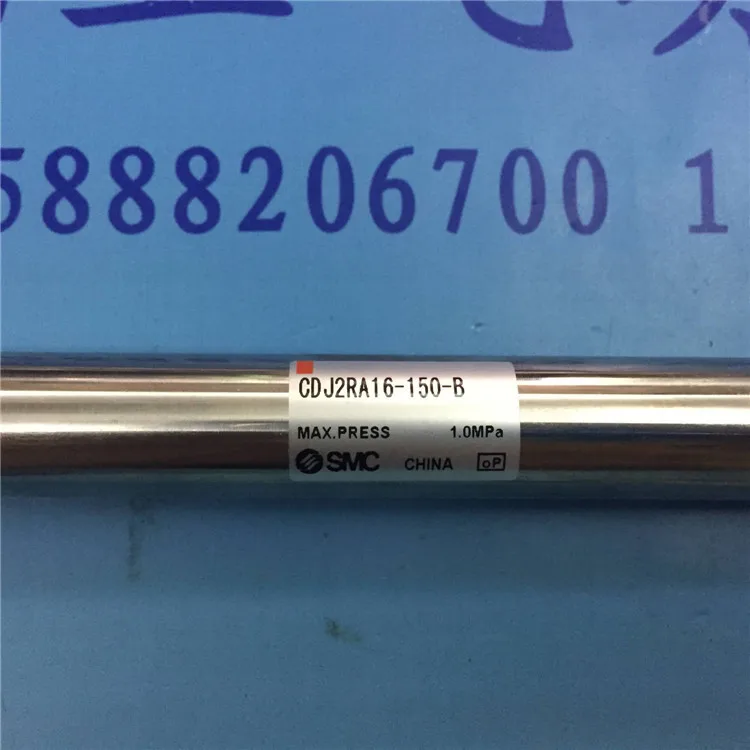 5888206700 1
CDJ2RA16-150-B
MAX.PRESS 1.0MPa
SMC CHINA oP